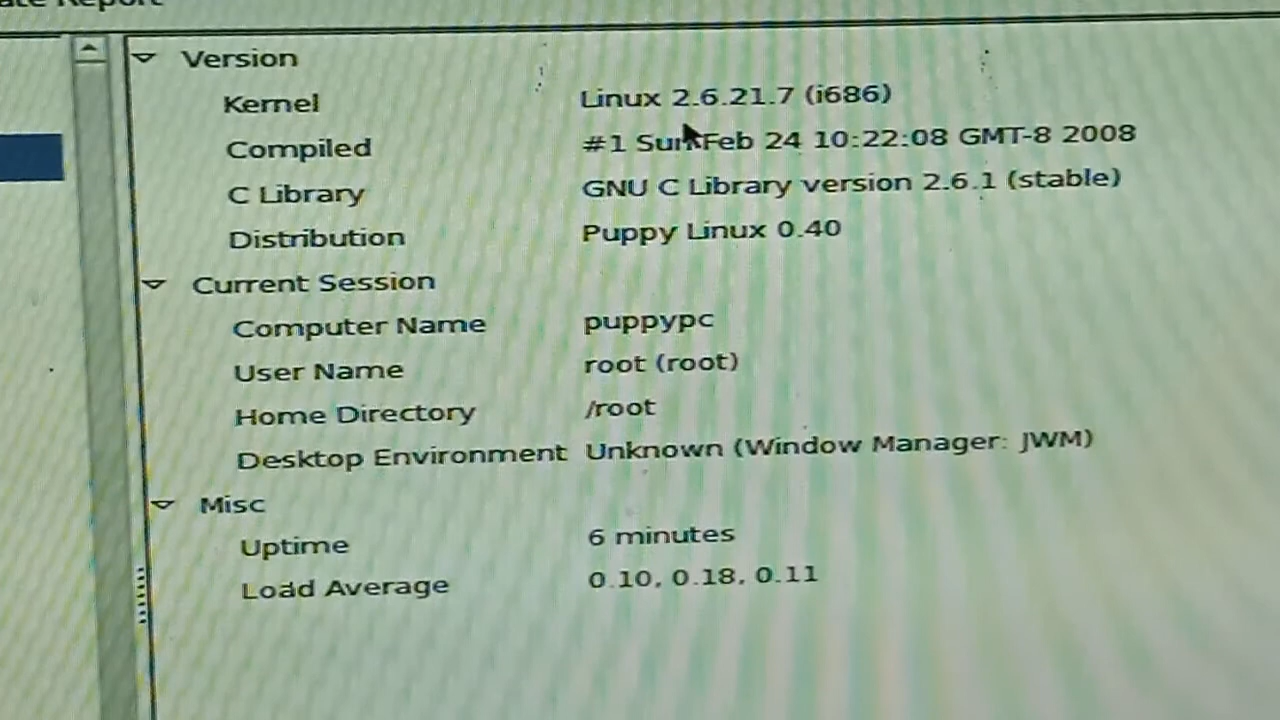 Report
Version
Kernel Linux 2.6.21.7 (i686)
Compiled #1 Sun Feb 24 10:22:08 GMT-8 2008
C Library GNU C Library version 2.6.1 (stable)
Distribution Puppy Linux 0.40
Current Session
Computer Name puppypc
User Name root (root)
Home Directory /root
Desktop Environment Unknown (Window Manager: JWM)
Misc
Uptime 6 minutes
Load Average 0.10, 0.18, 0.11